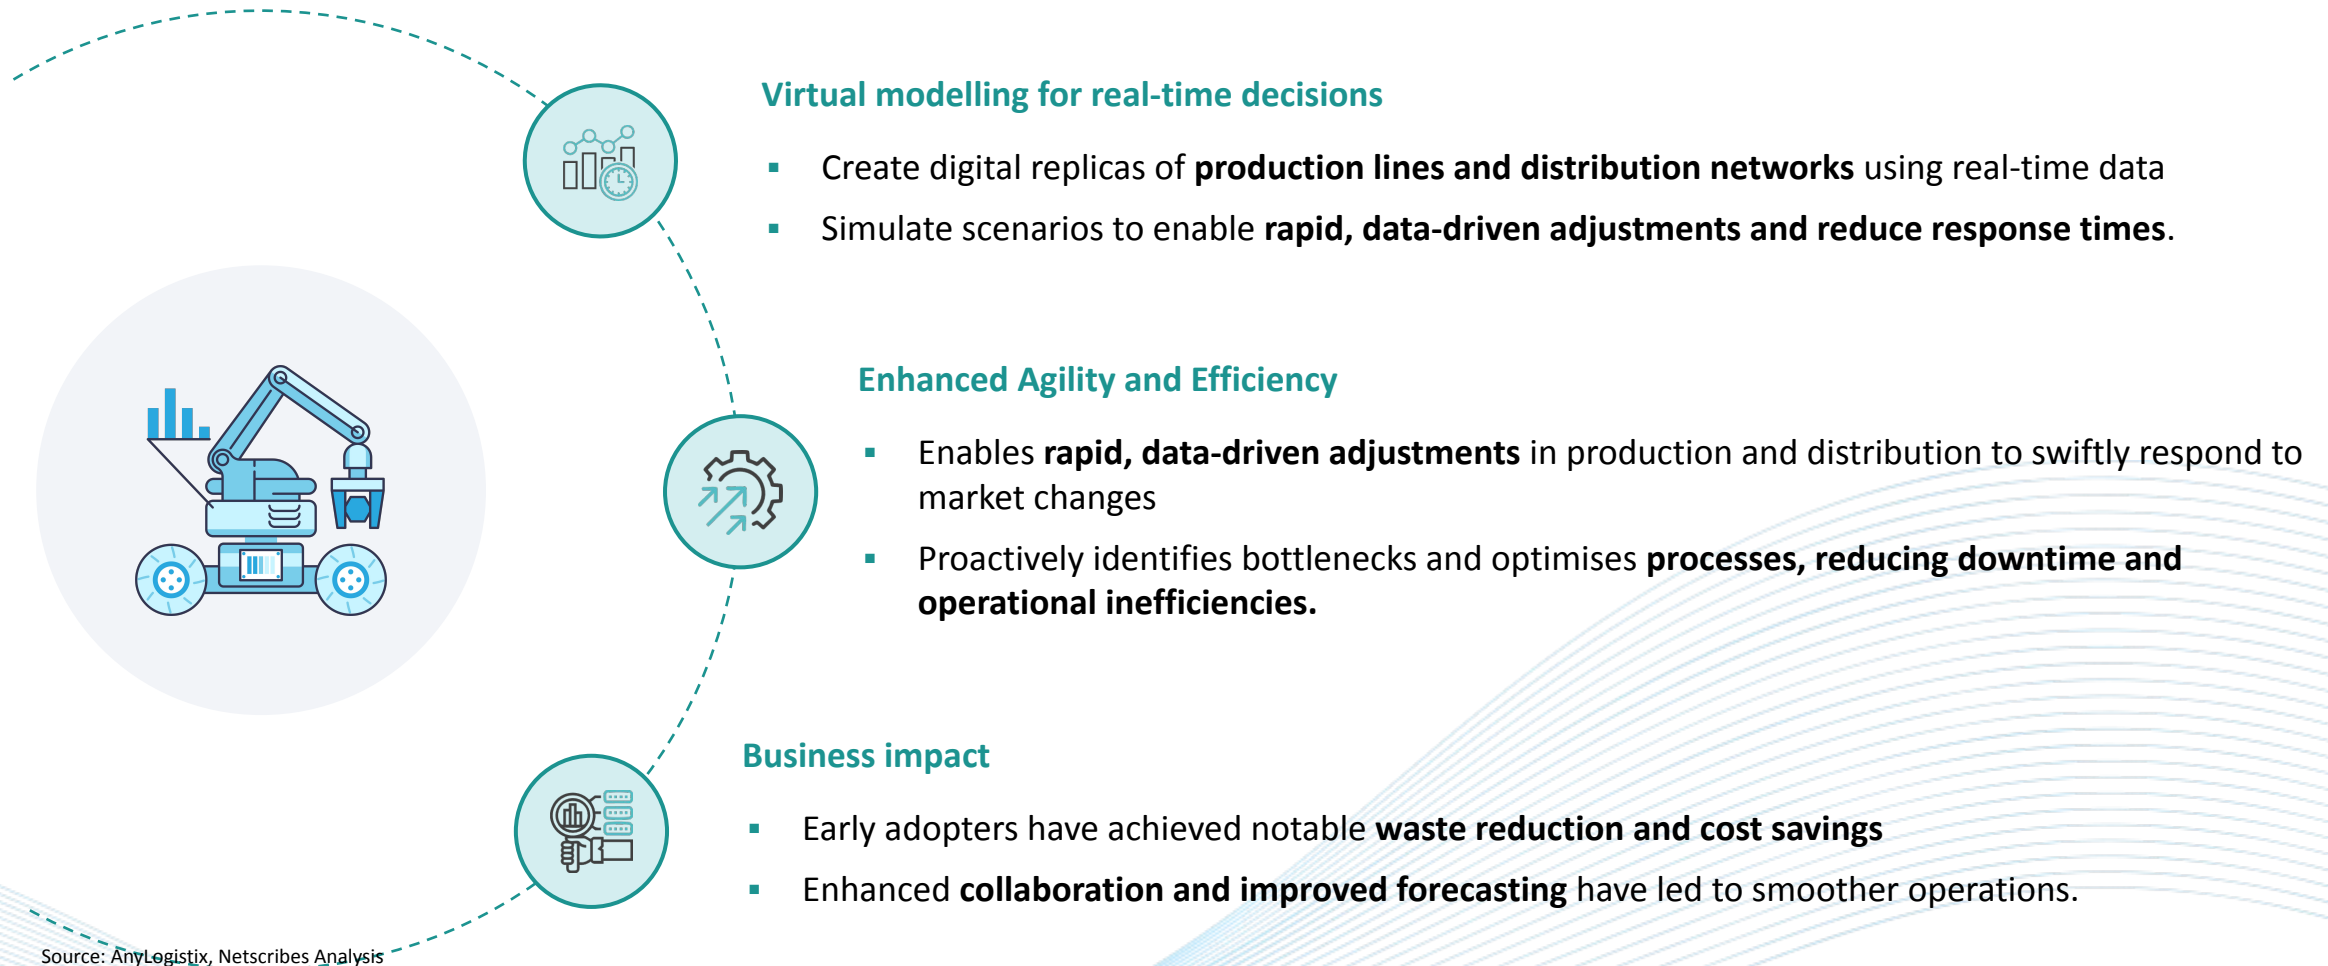 Virtual modelling for real-time decisions
▪ Create digital replicas of production lines and distribution networks using real-time data
▪ Simulate scenarios to enable rapid, data-driven adjustments and reduce response times.
Enhanced Agility and Efficiency
▪ Enables rapid, data-driven adjustments in production and distribution to swiftly respond to
market changes
▪ Proactively identifies bottlenecks and optimises processes, reducing downtime and
operational inefficiencies.
Business impact
▪ Early adopters have achieved notable waste reduction and cost savings
▪ Enhanced collaboration and improved forecasting have led to smoother operations.
Source: AnyLogistix, Netscribes Analysis